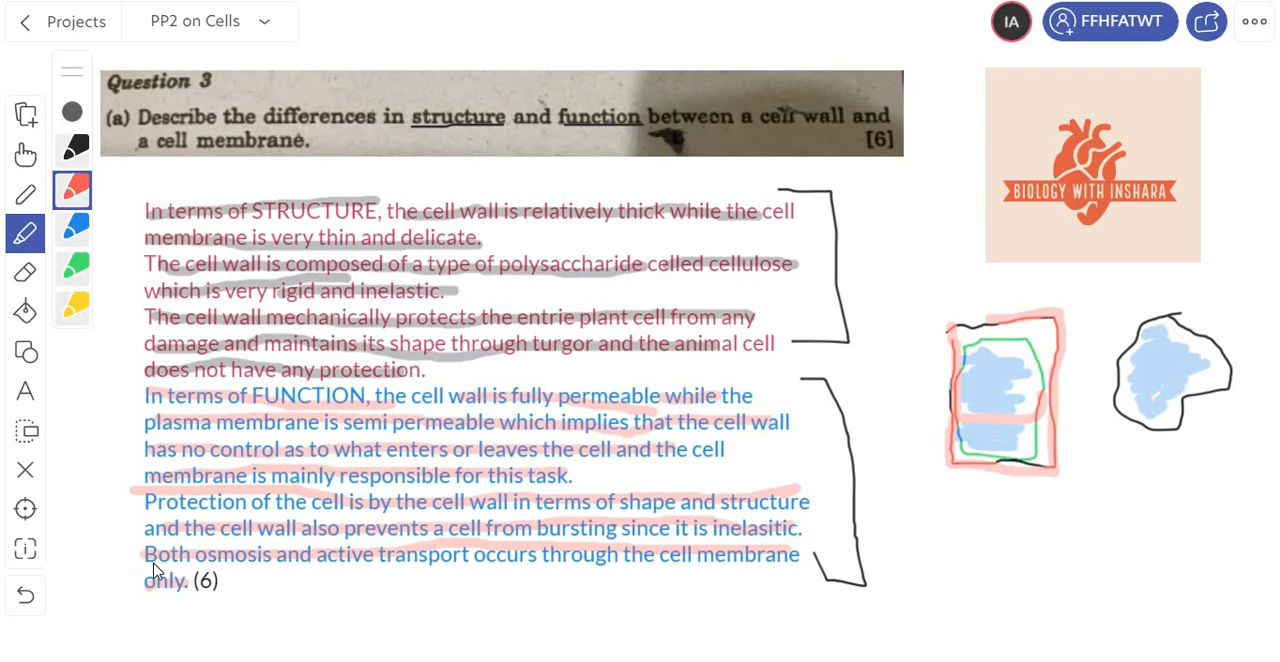 Projects
PP2 on Cells
IA
FFHFATWT
Question 3
(a) Describe the differences in structure and function between a cell wall and
a cell membrane. [6]
BIOLOGY WITH INSHARA
In terms of STRUCTURE, the cell wall is relatively thick while the cell
membrane is very thin and delicate.
The cell wall is composed of a type of polysaccharide celled cellulose
which is very rigid and inelastic.
The cell wall mechanically protects the entrie plant cell from any
damage and maintains its shape through turgor and the animal cell
does not have any protection.
In terms of FUNCTION, the cell wall is fully permeable while the
plasma membrane is semi permeable which implies that the cell wall
has no control as to what enters or leaves the cell and the cell
membrane is mainly responsible for this task.
Protection of the cell is by the cell wall in terms of shape and structure
and the cell wall also prevents a cell from bursting since it is inelasitic.
Both osmosis and active transport occurs through the cell membrane
only. (6)
A